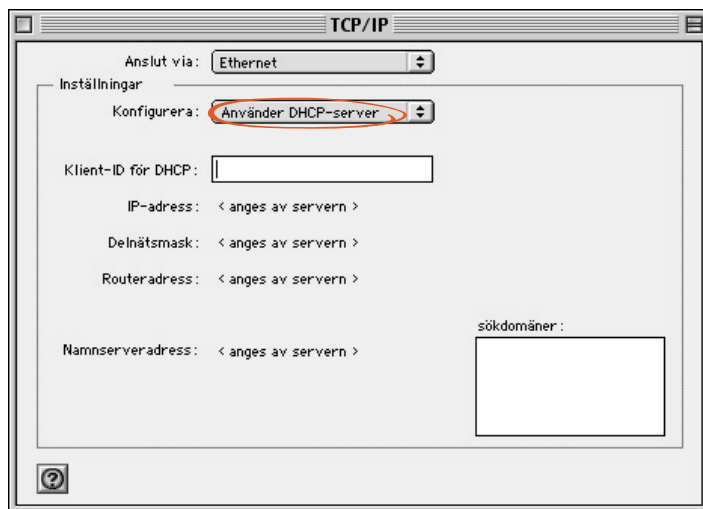 TCP/IP
Anslut via: Ethernet
Inställningar
Konfigurera: Använder DHCP-server
Klient-ID för DHCP:
IP-adress: < anges av servern >
Delnätsmask: < anges av servern >
Routeradress: < anges av servern >
sökdomäner:
Namnserveradress: < anges av servern >
?